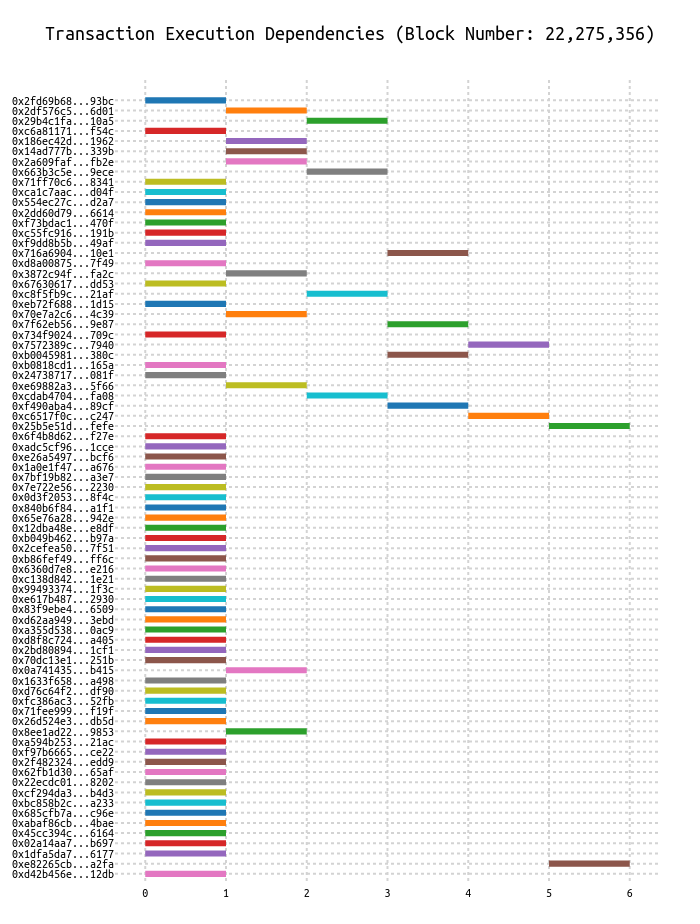 Transaction Execution Dependencies (Block Number: 22,275,356)
0x2fd69b68...93bc
0x2df576c5...6d01
0x29b4c1fa...10a5
0xc6a81171...f54c
0x186ec42d...1962
0x14ad777b...339b
0x2a609faf...fb2e
0x663b3c5e...9ece
0x71ff70c6...8341
0xca1c7aac...d04f
0x554ec27c...d2a7
0x2dd60d79...6614
0xf73bdac1...470f
0xc55fc916...191b
0xf9dd8b5b...49af
0x716a6904...10e1
0xd8a00875...7f49
0x3872c94f...fa2c
0x67630617...dd53
0xc8f5fb9c...21af
0xeb72f688...1d15
0x70e7a2c6...4c39
0x7f62eb56...9e87
0x734f9024...709c
0x7572389c...7940
0xb0045981...380c
0xb0818cd1...165a
0x24738717...081f
0xe69882a3...5f66
0xcdab4704...fa08
0xf490aba4...89cf
0xc6517f0c...c247
0x25b5e51d...fefe
0x6f4b8d62...f27e
0xadc5cf96...1cce
0xe26a5497...bcf6
0x1a0e1f47...a676
0x7bf19b82...a3e7
0x7e722e56...2230
0x0d3f2053...8f4c
0x840b6f84...a1f1
0x65e76a28...942e
0x12dba48e...e8df
0xb049b462...b97a
0x2cefea50...7f51
0xb86fef49...ff6c
0x6360d7e8...e216
0xc138d842...1e21
0x99493374...1f3c
0xe617b487...2930
0x83f9ebe4...6509
0xd62aa949...3ebd
0xa355d538...0ac9
0xd8f8c724...a405
0x2bd80894...1cf1
0x70dc13e1...251b
0x0a741435...b415
0x1633f658...a498
0xd76c64f2...df90
0xfc386ac3...52fb
0x71fee999...f19f
0x26d524e3...db5d
0x8ee1ad22...9853
0xa594b253...21ac
0xf97b6665...ce22
0x2f482324...edd9
0x62fb1d30...65af
0x22ecdc01...8202
0xcf294da3...b4d3
0xbc858b2c...a233
0x685cfb7a...c96e
0xabaf86cb...4bae
0x45cc394c...6164
0x02a14aa7...b697
0x1dfa5da7...6177
0xe82265cb...a2fa
0xd42b456e...12db
0 1 2 3 4 5 6